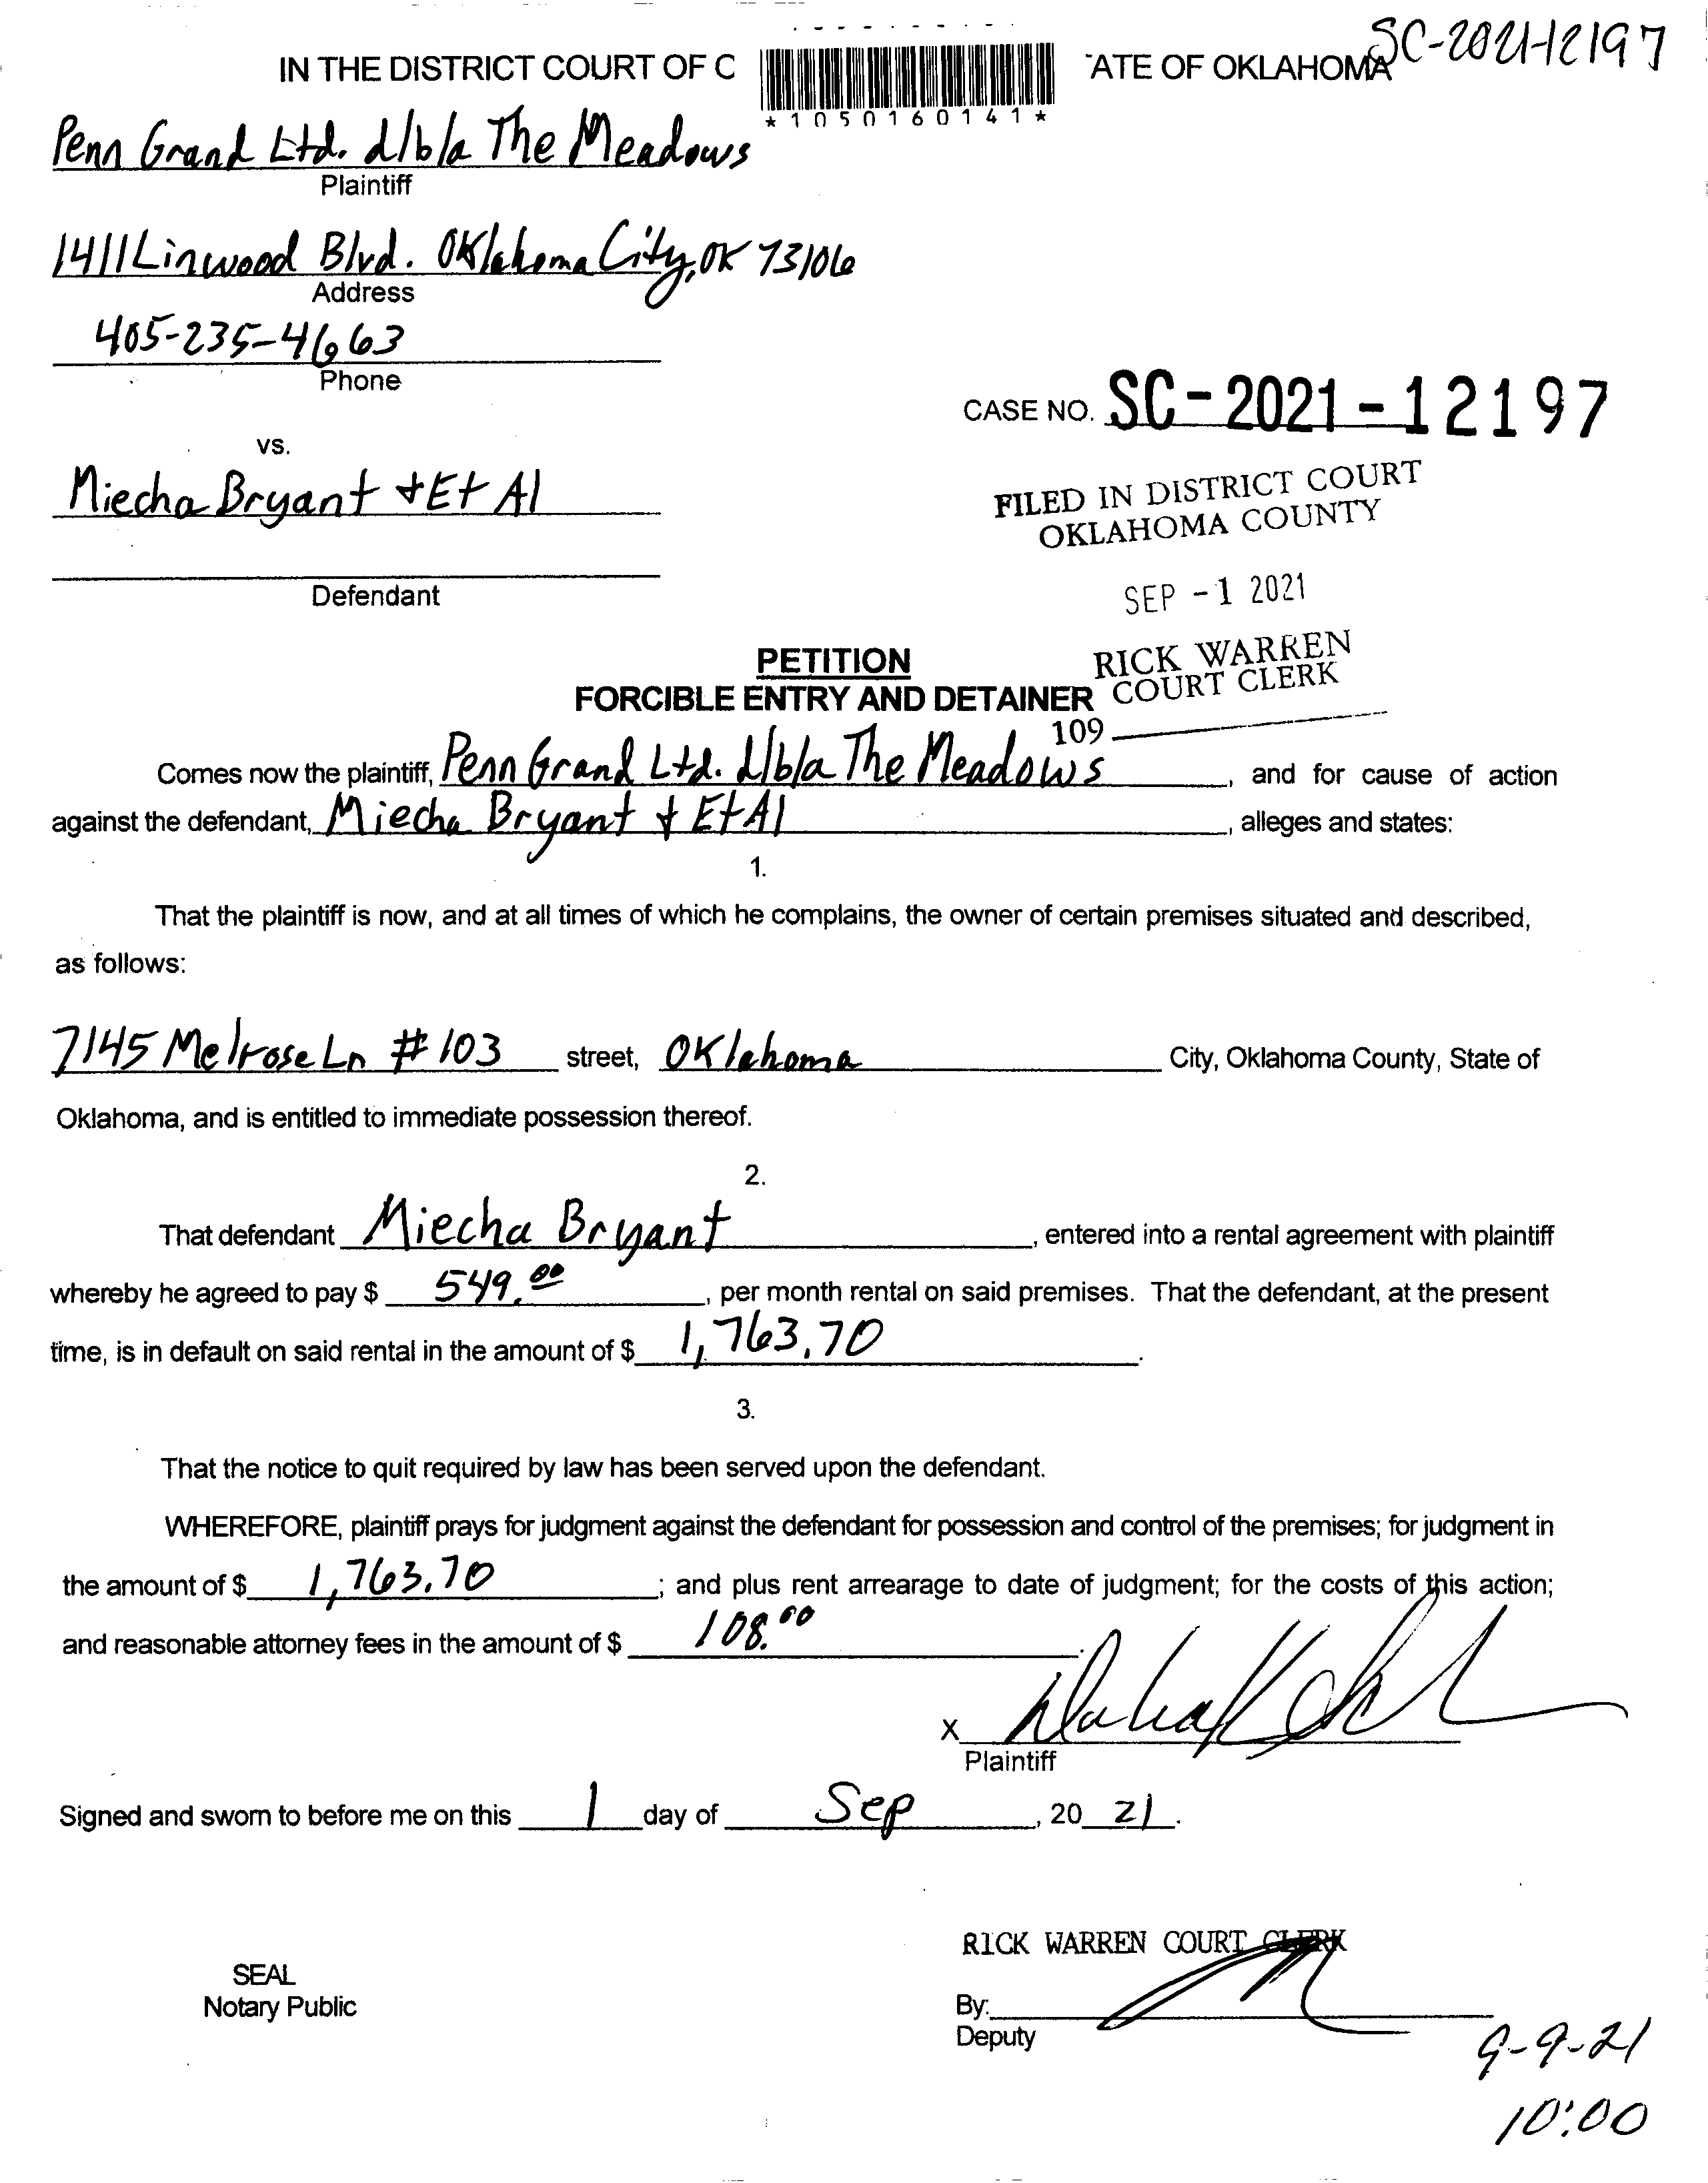 SC-2021-12197
IN THE DISTRICT COURT OF C ATE OF OKLAHOMA
*1050160141*
Penn Grand Ltd. d/b/a The Meadows
Plaintiff
1411 Linwood Blvd. Oklahoma City, OK 73106
Address
405-235-4663
Phone
CASE NO. SC-2021-12197
vs.
Miecha Bryant + Et Al
FILED IN DISTRICT COURT
OKLAHOMA COUNTY
Defendant
SEP -1 2021
PETITION
RICK WARREN
FORCIBLE ENTRY AND DETAINER
COURT CLERK
109
Comes now the plaintiff, Penn Grand Ltd. d/b/a The Meadows, and for cause of action
against the defendant, Miecha Bryant + Et Al, alleges and states:
1.
That the plaintiff is now, and at all times of which he complains, the owner of certain premises situated and described,
as follows:
7145 Melrose Ln #103 street, Oklahoma City, Oklahoma County, State of
Oklahoma, and is entitled to immediate possession thereof.
2.
That defendant Miecha Bryant, entered into a rental agreement with plaintiff
whereby he agreed to pay $ 549.00, per month rental on said premises. That the defendant, at the present
time, is in default on said rental in the amount of $ 1,763.70.
3.
That the notice to quit required by law has been served upon the defendant.
WHEREFORE, plaintiff prays for judgment against the defendant for possession and control of the premises; for judgment in
the amount of $ 1,763.70; and plus rent arrearage to date of judgment; for the costs of this action;
and reasonable attorney fees in the amount of $ 108.00.
X
Plaintiff
Signed and sworn to before me on this 1 day of Sep, 20 21.
RICK WARREN COURT CLERK
SEAL
Notary Public
By:
Deputy
9-9-21
10:00